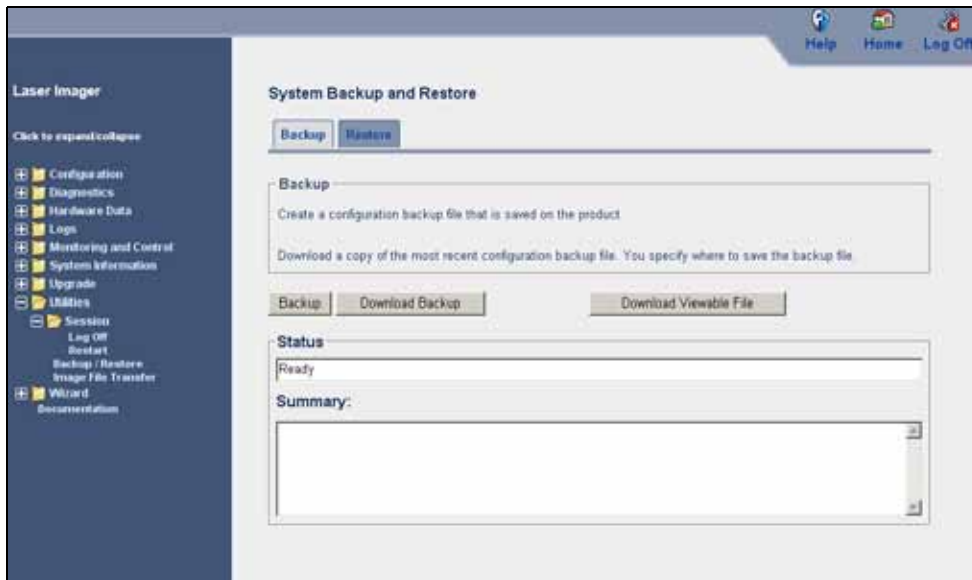 Help Home Log Off
Laser Imager
Click to expand/collapse
Configuration
Diagnostics
Hardware Data
Logs
Monitoring and Control
System Information
Upgrade
Utilities
Session
Log Off
Restart
Backup / Restore
Image File Transfer
Wizard
Documentation
System Backup and Restore
Backup Restore
Backup
Create a configuration backup file that is saved on the product
Download a copy of the most recent configuration backup file. You specify where to save the backup file.
Backup Download Backup Download Viewable File
Status
Ready
Summary: